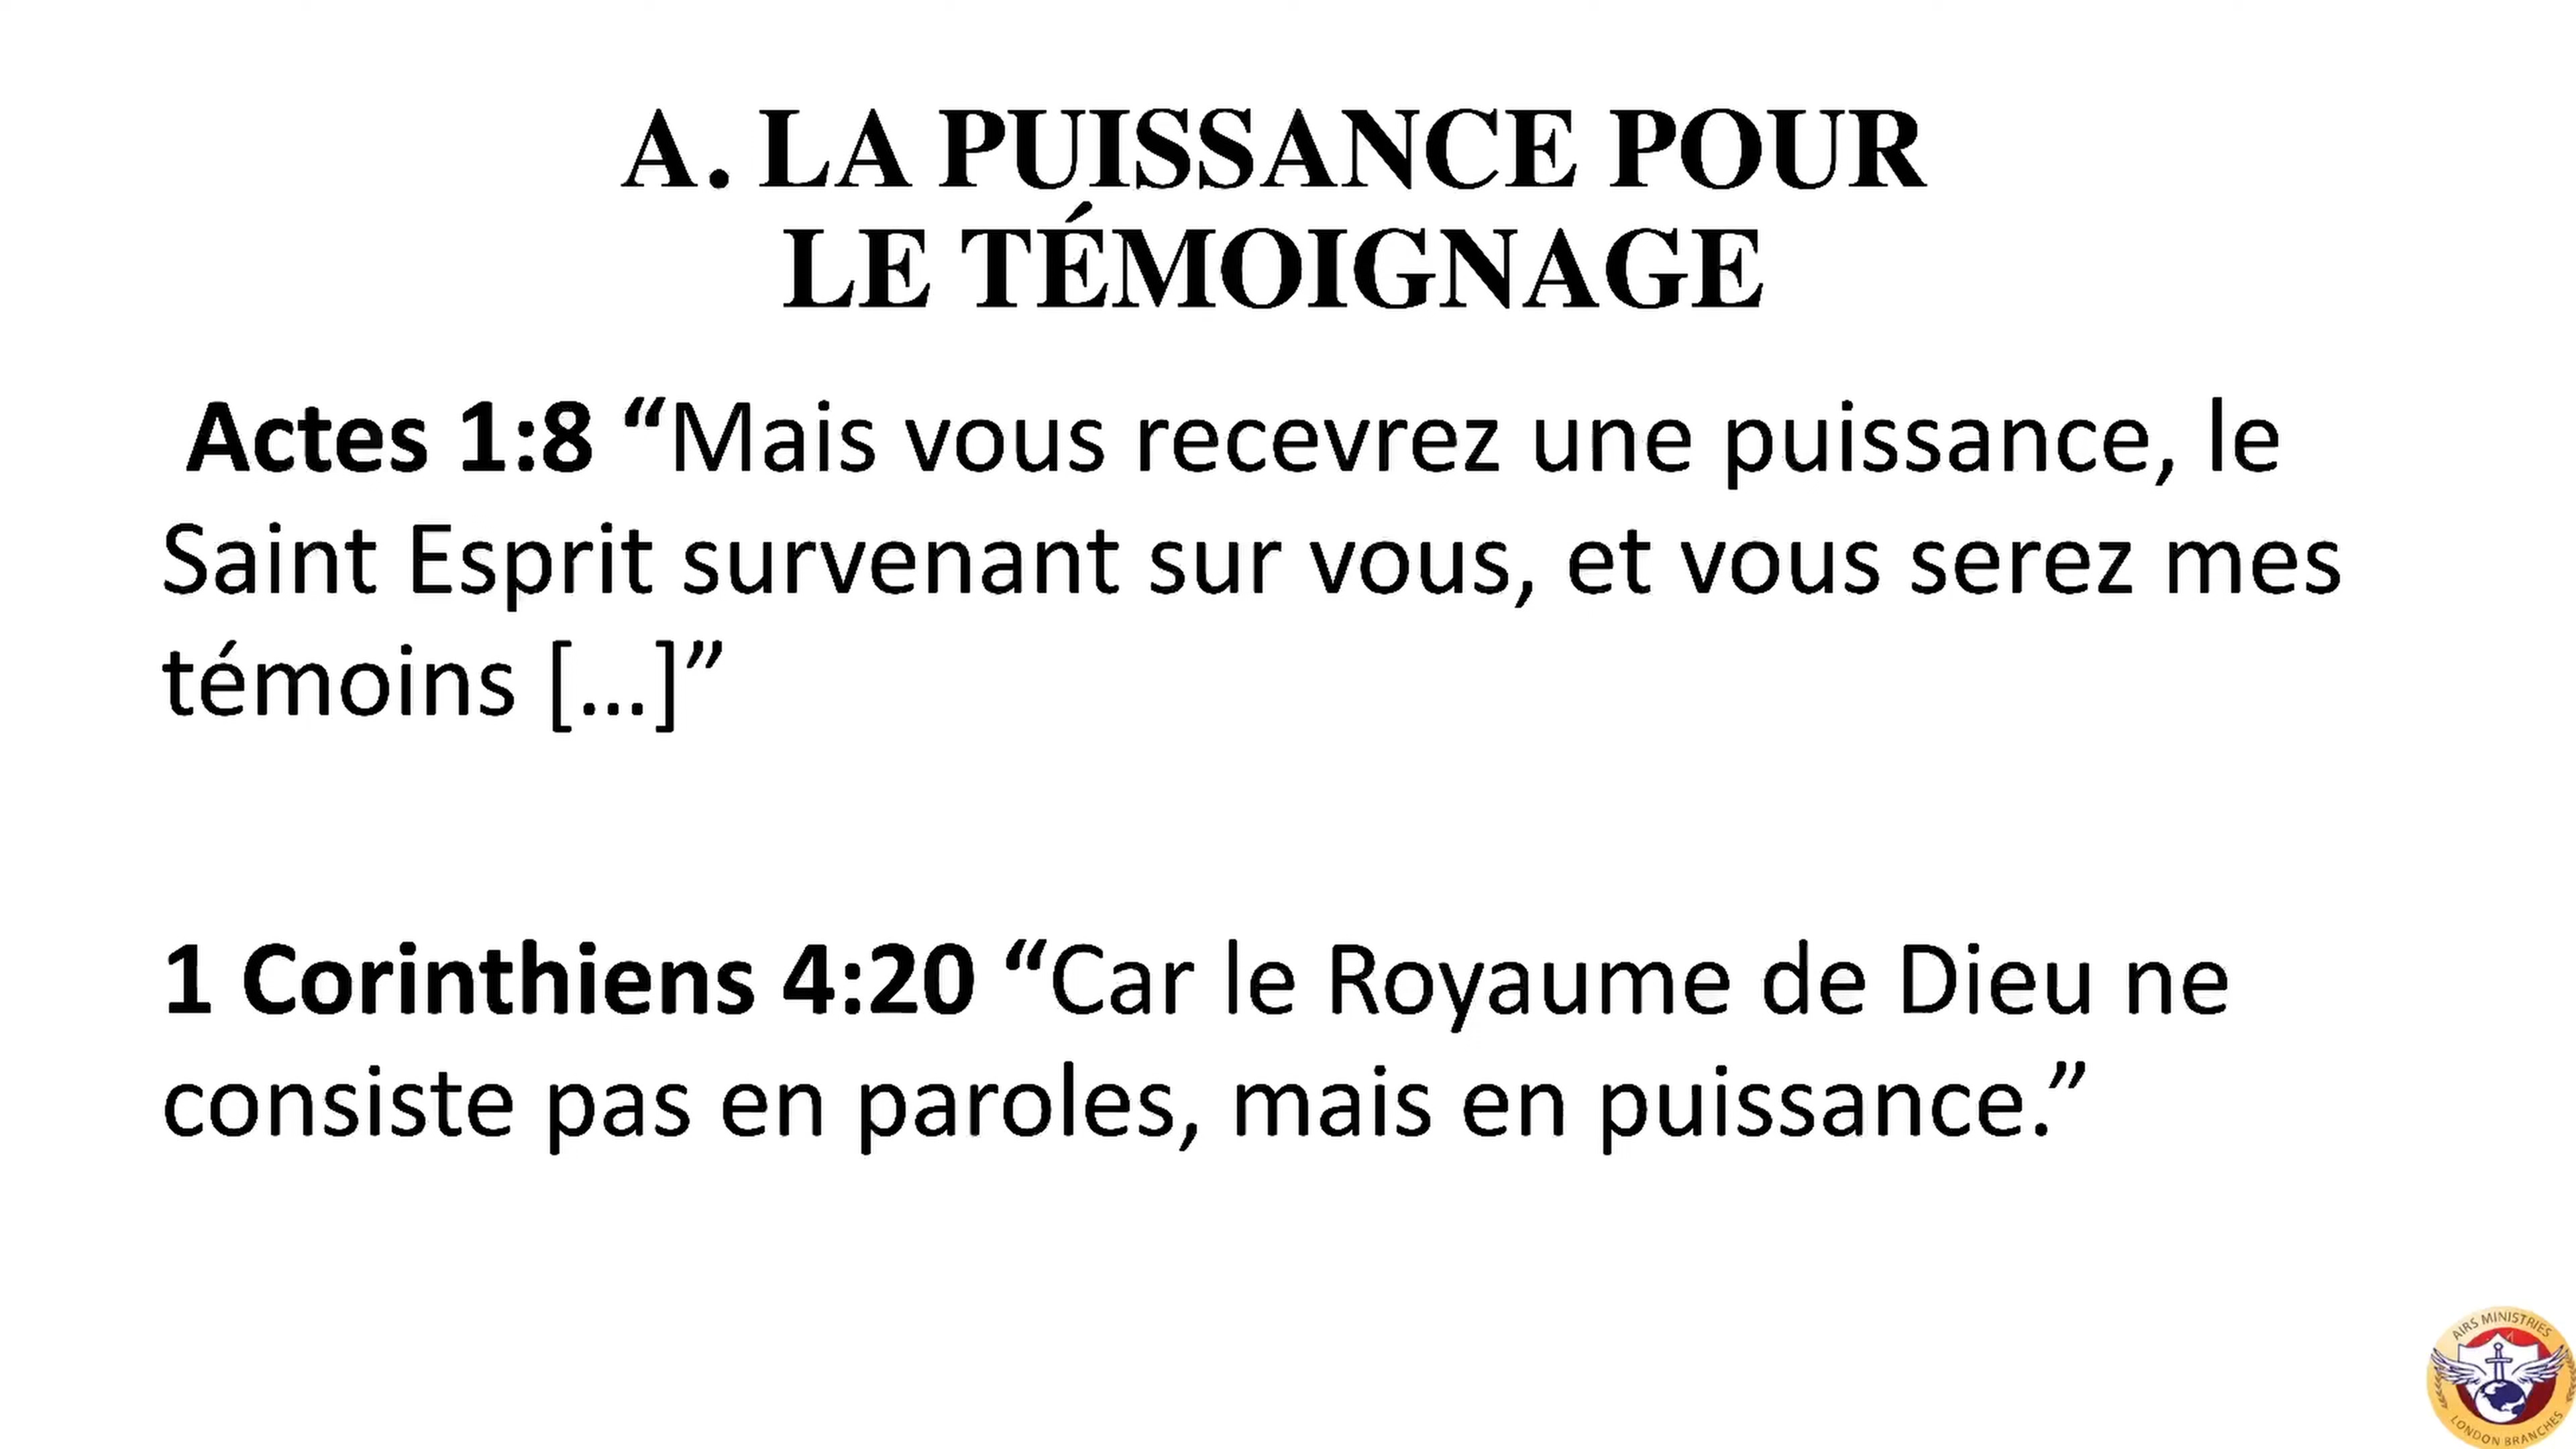 A. LA PUISSANCE POUR
LE TÉMOIGNAGE
Actes 1:8 “Mais vous recevrez une puissance, le
Saint Esprit survenant sur vous, et vous serez mes
témoins […]”
1 Corinthiens 4:20 “Car le Royaume de Dieu ne
consiste pas en paroles, mais en puissance.”
AIRS MINISTRIES
LONDON BRANCHES